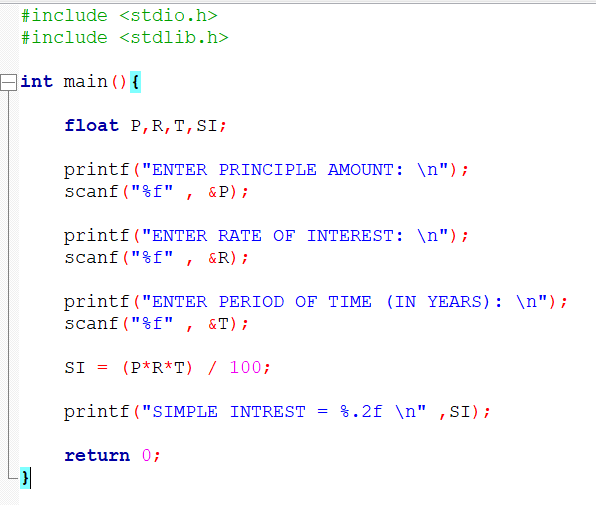 #include <stdio.h>
#include <stdlib.h>
int main(){
float P,R,T,SI;
printf("ENTER PRINCIPLE AMOUNT: \n");
scanf("%f" , &P);
printf("ENTER RATE OF INTEREST: \n");
scanf("%f" , &R);
printf("ENTER PERIOD OF TIME (IN YEARS): \n");
scanf("%f" , &T);
SI = (P*R*T) / 100;
printf("SIMPLE INTREST = %.2f \n" ,SI);
return 0;
}